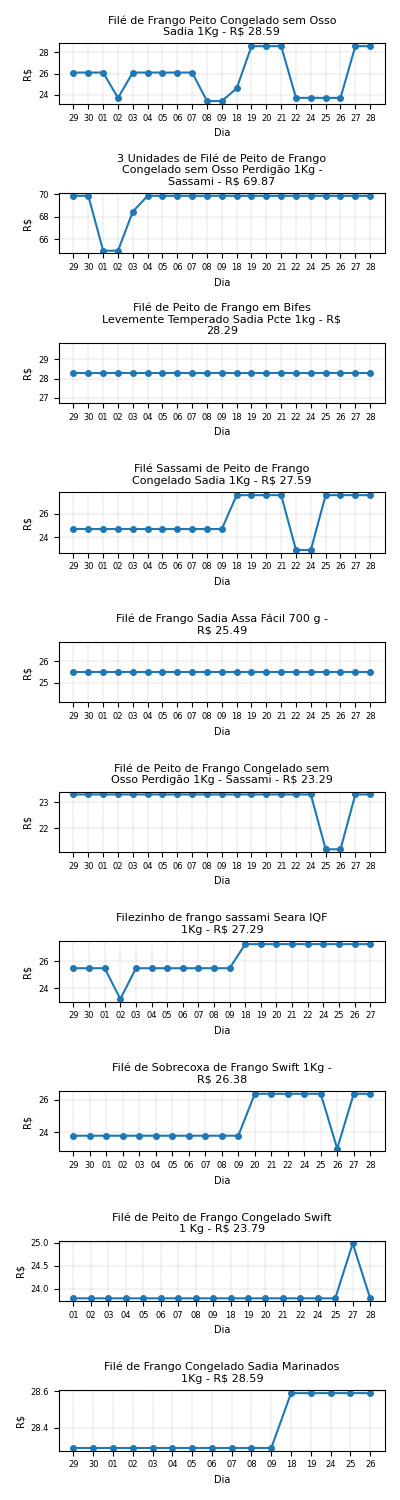 Filé de Frango Peito Congelado sem Osso
Sadia 1Kg - R$ 28.59
28
26
24
R$
29 30 01 02 03 04 05 06 07 08 09 18 19 20 21 22 24 25 26 27 28
Dia
3 Unidades de Filé de Peito de Frango
Congelado sem Osso Perdigão 1Kg -
Sassami - R$ 69.87
70
68
66
R$
29 30 01 02 03 04 05 06 07 08 09 18 19 20 21 22 24 25 26 27 28
Dia
Filé de Peito de Frango em Bifes
Levemente Temperado Sadia Pcte 1kg - R$
28.29
29
28
27
R$
29 30 01 02 03 04 05 06 07 08 09 18 19 20 21 22 24 25 26 27 28
Dia
Filé Sassami de Peito de Frango
Congelado Sadia 1Kg - R$ 27.59
26
24
R$
29 30 01 02 03 04 05 06 07 08 09 18 19 20 21 22 24 25 26 27 28
Dia
Filé de Frango Sadia Assa Fácil 700 g -
R$ 25.49
26
25
R$
29 30 01 02 03 04 05 06 07 08 09 18 19 20 21 22 24 25 26 27 28
Dia
Filé de Peito de Frango Congelado sem
Osso Perdigão 1Kg - Sassami - R$ 23.29
23
22
R$
29 30 01 02 03 04 05 06 07 08 09 18 19 20 21 22 24 25 26 27 28
Dia
Filezinho de frango sassami Seara IQF
1Kg - R$ 27.29
26
24
R$
29 30 01 02 03 04 05 06 07 08 09 18 19 20 21 22 24 25 26 27
Dia
Filé de Sobrecoxa de Frango Swift 1Kg -
R$ 26.38
26
24
R$
29 30 01 02 03 04 05 06 07 08 09 20 21 22 24 25 26 27 28
Dia
Filé de Peito de Frango Congelado Swift
1 Kg - R$ 23.79
25.0
24.5
24.0
R$
01 02 03 04 05 06 07 08 09 18 19 20 21 22 24 25 27 28
Dia
Filé de Frango Congelado Sadia Marinados
1Kg - R$ 28.59
28.6
28.4
R$
29 30 01 02 03 04 05 06 07 08 09 18 19 24 25 26
Dia